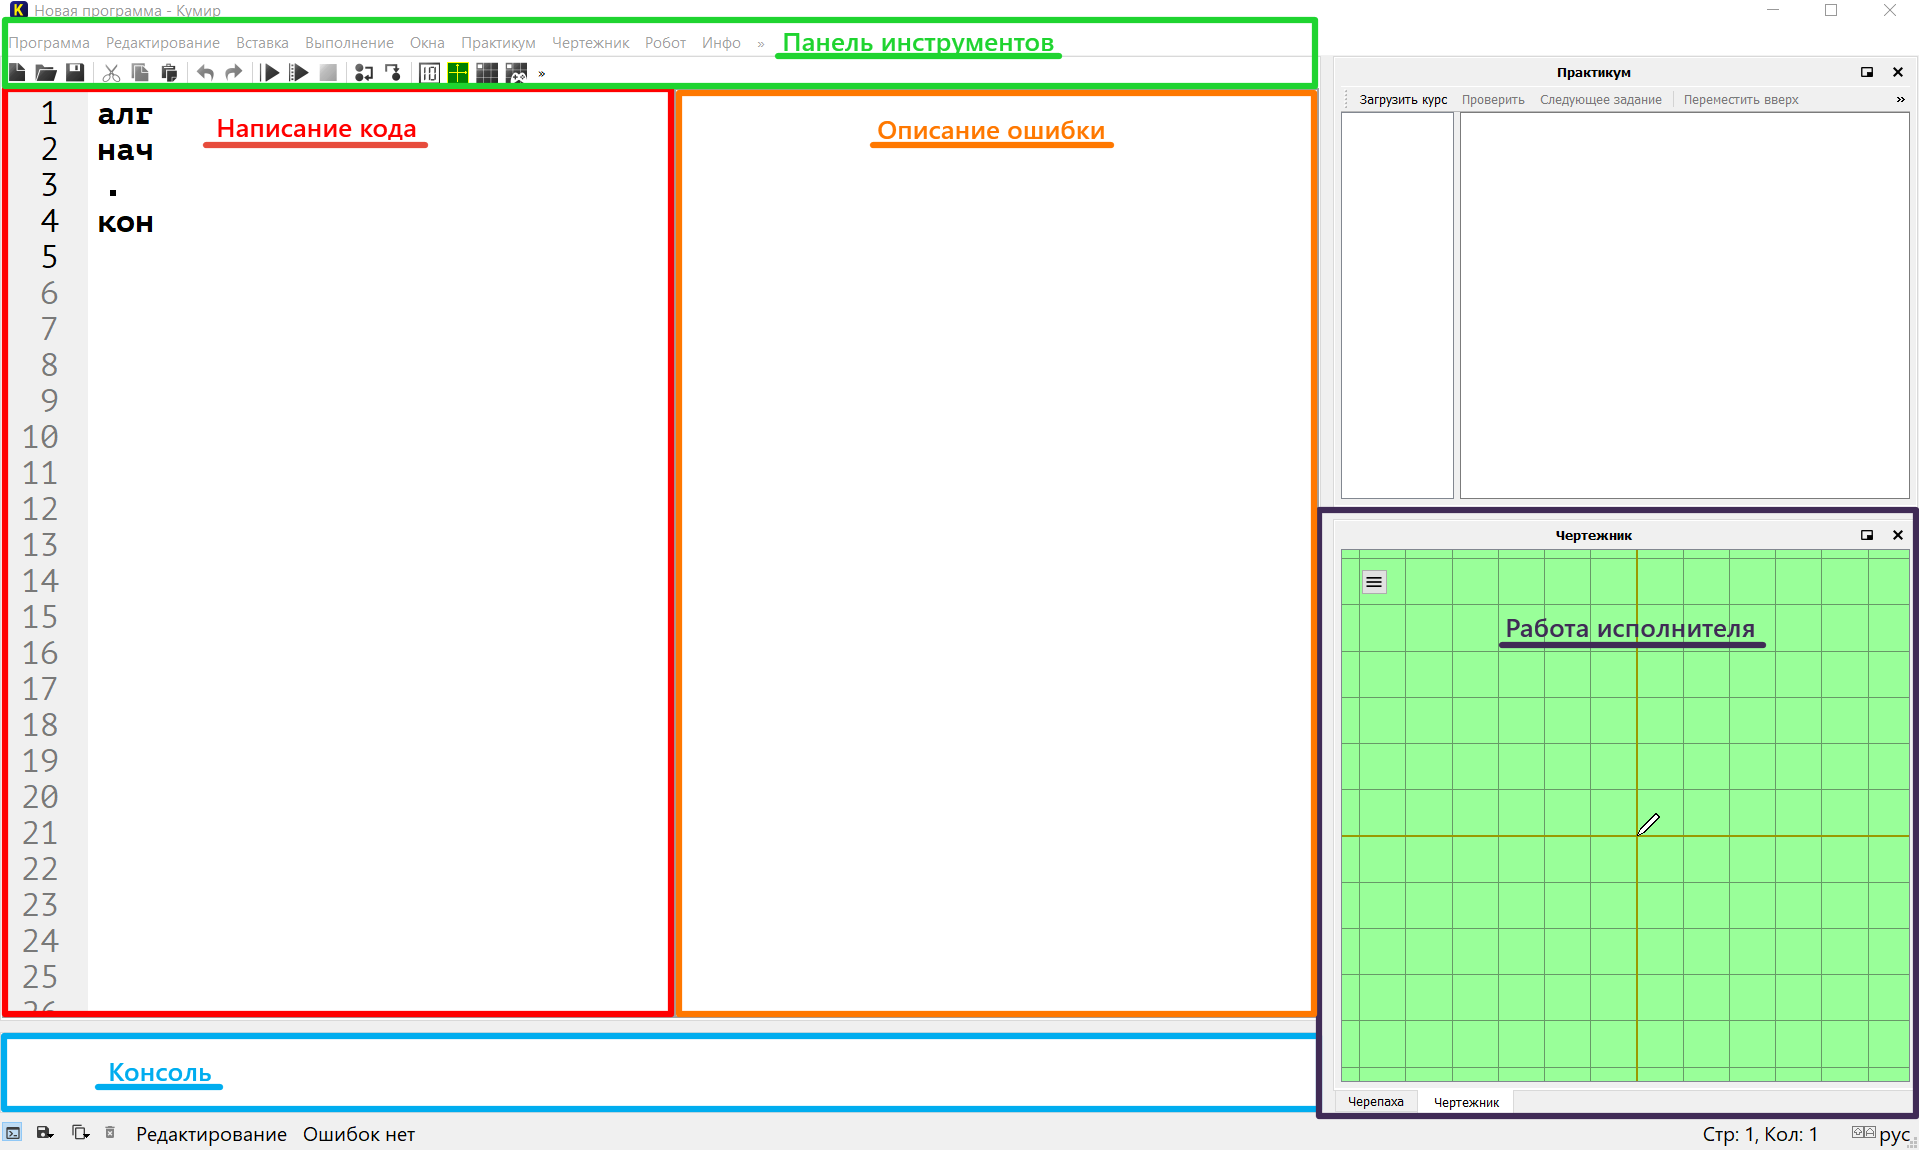 Новая программа - Кумир
Программа Редактирование Вставка Выполнение Окна Практикум Чертежник Робот Инфо » Панель инструментов
»
Написание кода
Описание ошибки
1 алг
2 нач
3 .
4 кон
5
6
7
8
9
10
11
12
13
14
15
16
17
18
19
20
21
22
23
24
25
26
Практикум
Загрузить курс Проверить Следующее задание Переместить вверх »
Чертежник
Работа исполнителя
Черепаха Чертежник
Консоль
Редактирование Ошибок нет Стр: 1, Кол: 1 рус